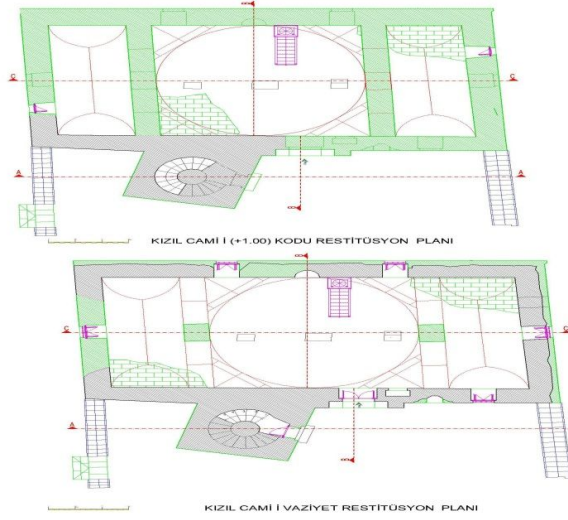 B
C C
A A
B
KIZIL CAMİ İ (+1.00) KODU RESTİTÜSYON PLANI
B
C C
A
B
KIZIL CAMİ İ VAZİYET RESTİTÜSYON PLANI